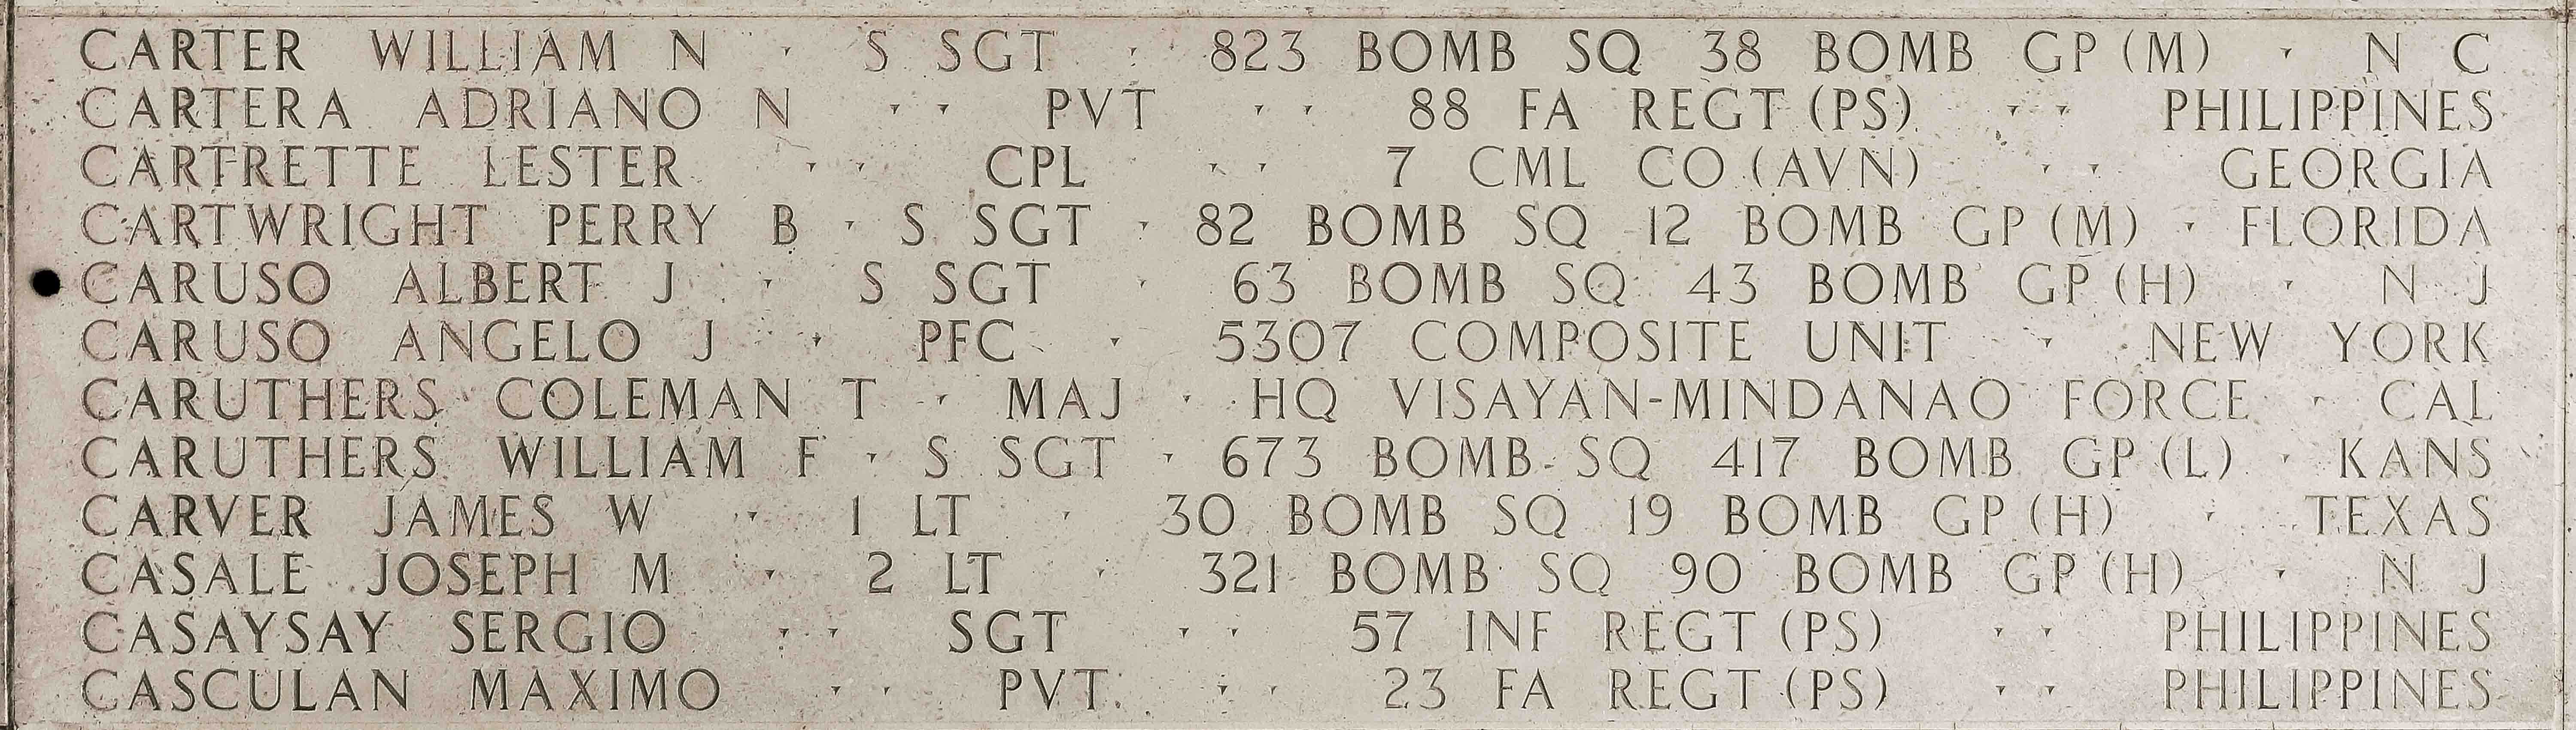 CARTER WILLIAM N · S SGT · 823 BOMB SQ 38 BOMB GP (M) · N C
CARTERA ADRIANO N · · PVT · · 88 FA REGT (PS) · · PHILIPPINES
CARTRETTE LESTER · · CPL · · 7 CML CO (AVN) · · GEORGIA
CARTWRIGHT PERRY B · S SGT · 82 BOMB SQ 12 BOMB GP (M) · FLORIDA
CARUSO ALBERT J · S SGT · 63 BOMB SQ 43 BOMB GP (H) · N J
CARUSO ANGELO J · PFC · 5307 COMPOSITE UNIT · NEW YORK
CARUTHERS COLEMAN T · MAJ · HQ VISAYAN-MINDANAO FORCE · CAL
CARUTHERS WILLIAM F · S SGT · 673 BOMB SQ 417 BOMB GP (L) · KANS
CARVER JAMES W · 1 LT · 30 BOMB SQ 19 BOMB GP (H) · TEXAS
CASALE JOSEPH M · 2 LT · 321 BOMB SQ 90 BOMB GP (H) · N J
CASAYSAY SERGIO · · SGT · · 57 INF REGT (PS) · · PHILIPPINES
CASCULAN MAXIMO · · PVT · · 23 FA REGT (PS) · · PHILIPPINES